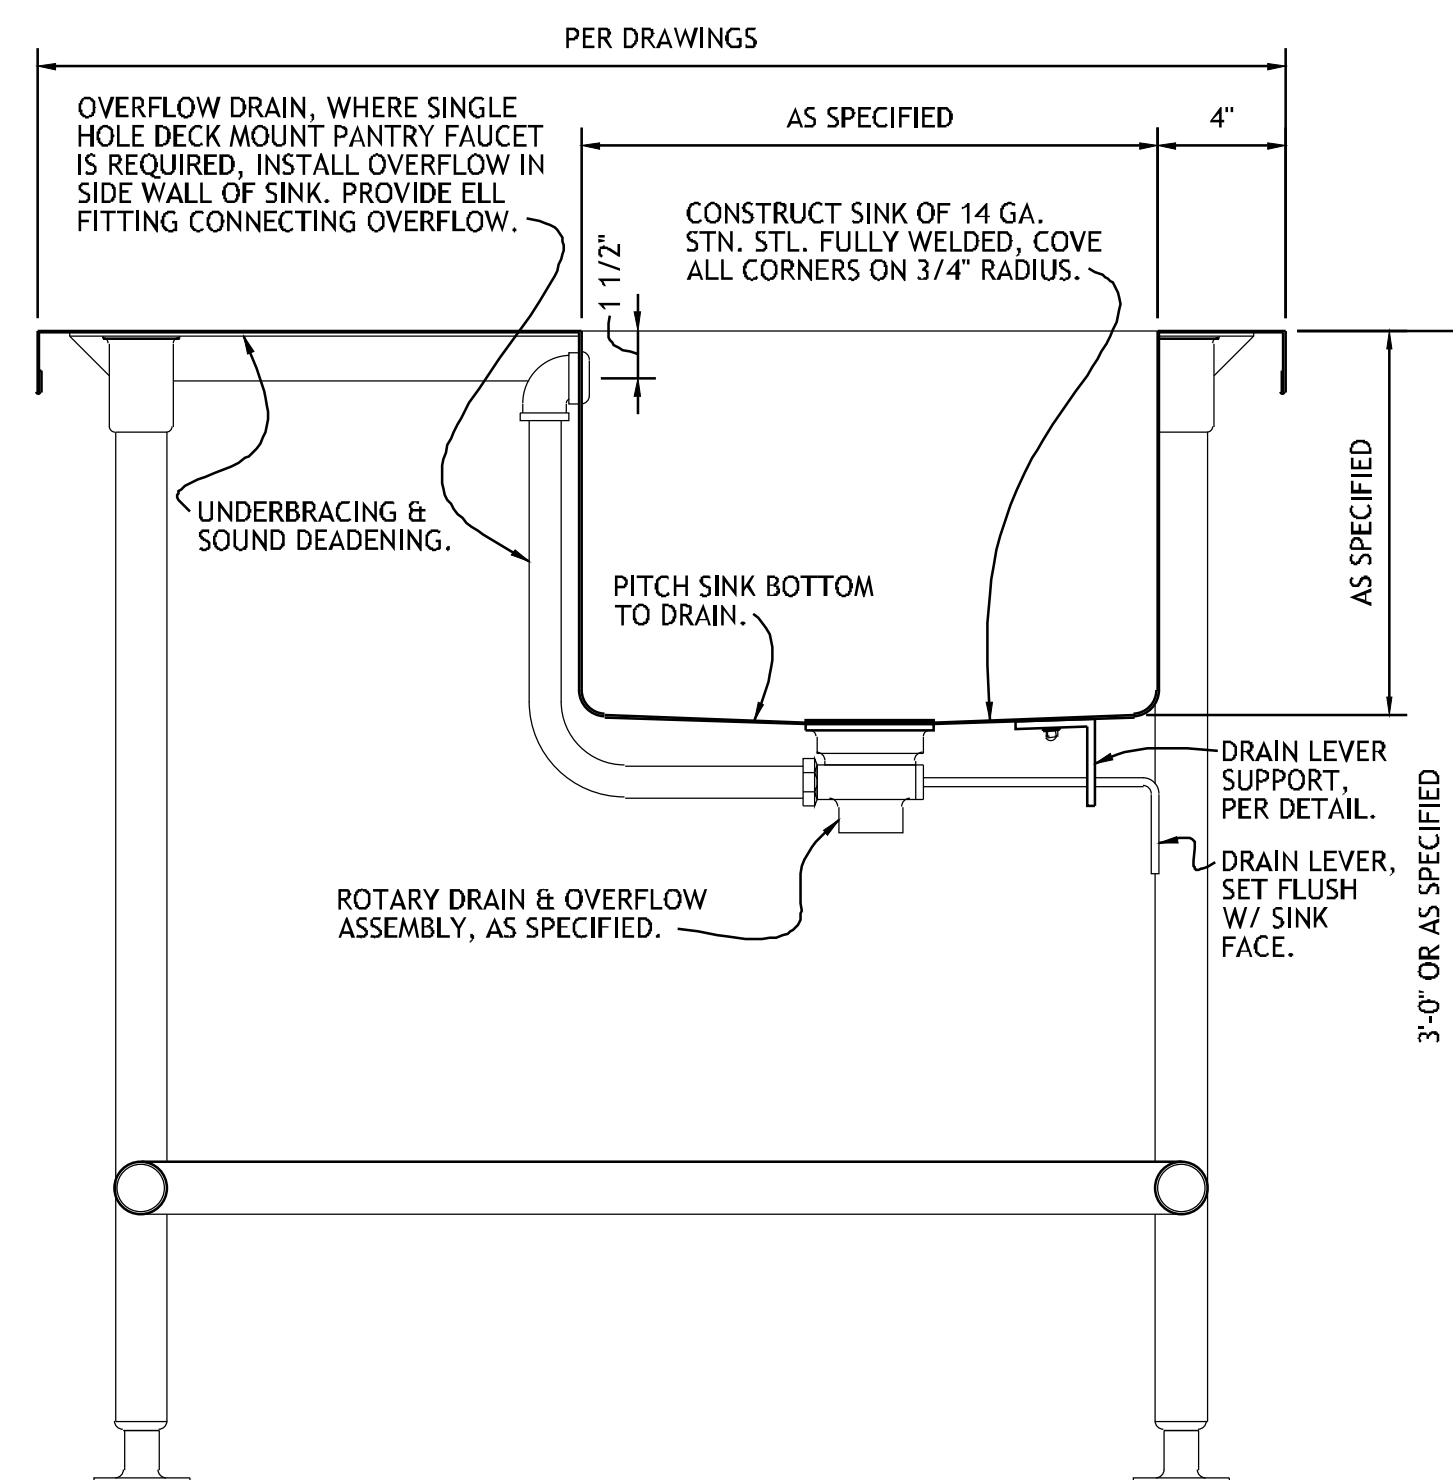 PER DRAWINGS
OVERFLOW DRAIN, WHERE SINGLE
HOLE DECK MOUNT PANTRY FAUCET
IS REQUIRED, INSTALL OVERFLOW IN
SIDE WALL OF SINK. PROVIDE ELL
FITTING CONNECTING OVERFLOW.
AS SPECIFIED
4"
CONSTRUCT SINK OF 14 GA.
STN. STL. FULLY WELDED, COVE
ALL CORNERS ON 3/4" RADIUS.
1 1/2"
UNDERBRACING &
SOUND DEADENING.
AS SPECIFIED
PITCH SINK BOTTOM
TO DRAIN.
DRAIN LEVER
SUPPORT,
PER DETAIL.
DRAIN LEVER,
SET FLUSH
W/ SINK
FACE.
3'-0" OR AS SPECIFIED
ROTARY DRAIN & OVERFLOW
ASSEMBLY, AS SPECIFIED.